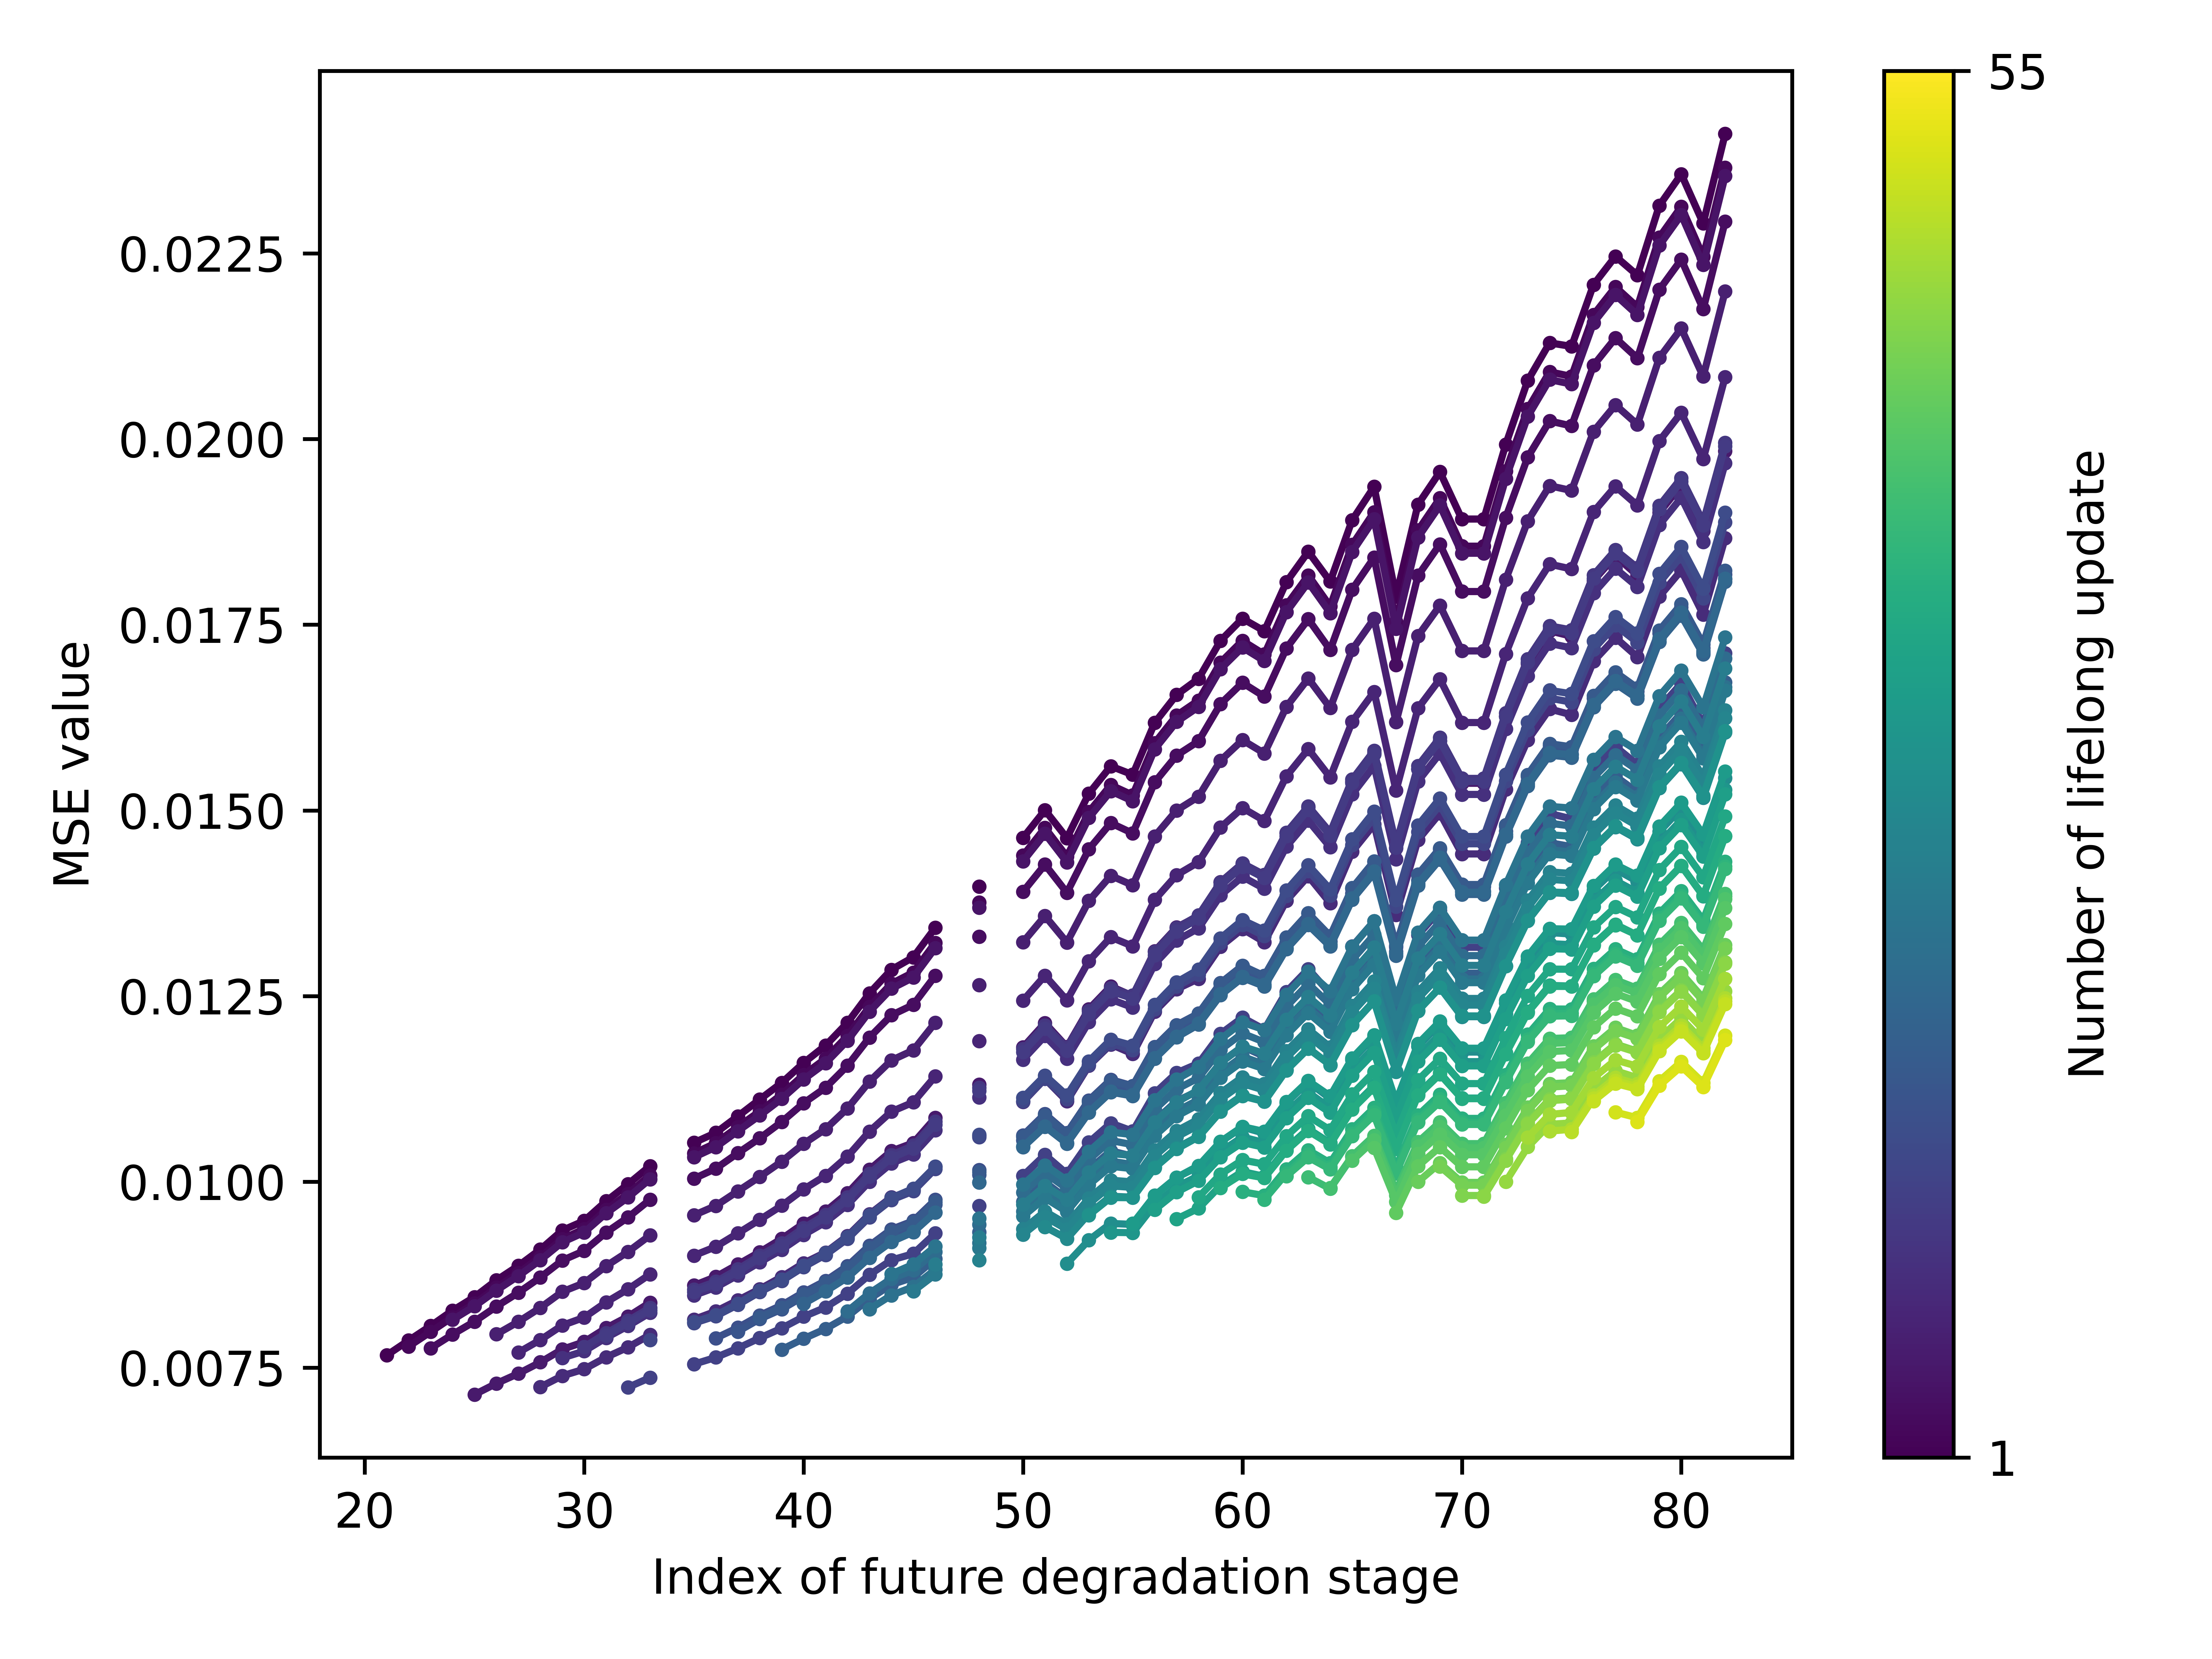 MSE value
0.0225
0.0200
0.0175
0.0150
0.0125
0.0100
0.0075
20 30 40 50 60 70 80
Index of future degradation stage
55
1
Number of lifelong update